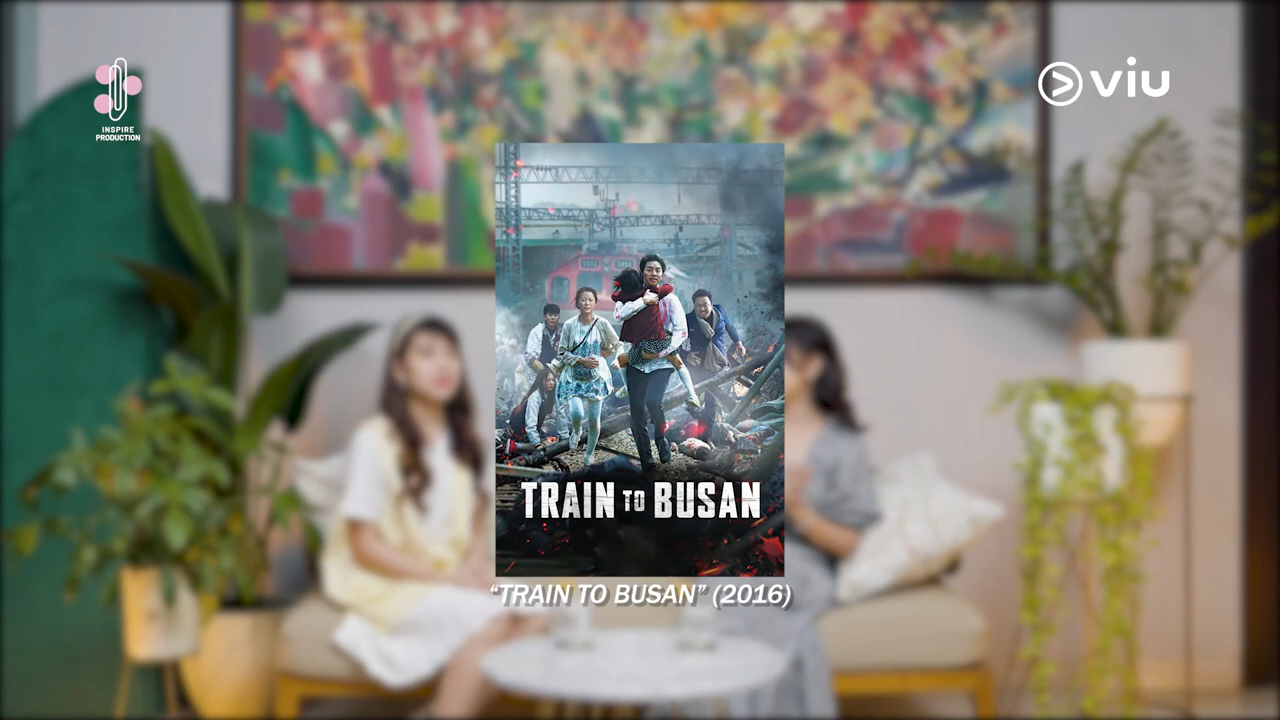 INSPIRE
PRODUCTION
viu
TRAIN TO BUSAN
“TRAIN TO BUSAN” (2016)